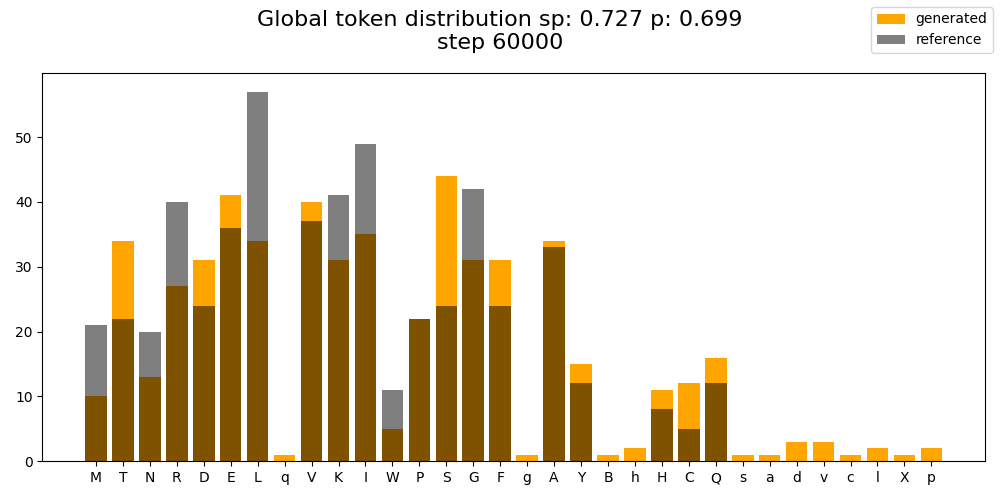 Global token distribution sp: 0.727 p: 0.699
step 60000
generated
reference
50
40
30
20
10
0
M T N R D E L q V K I W P S G F g A Y B h H C Q s a d v c l X p